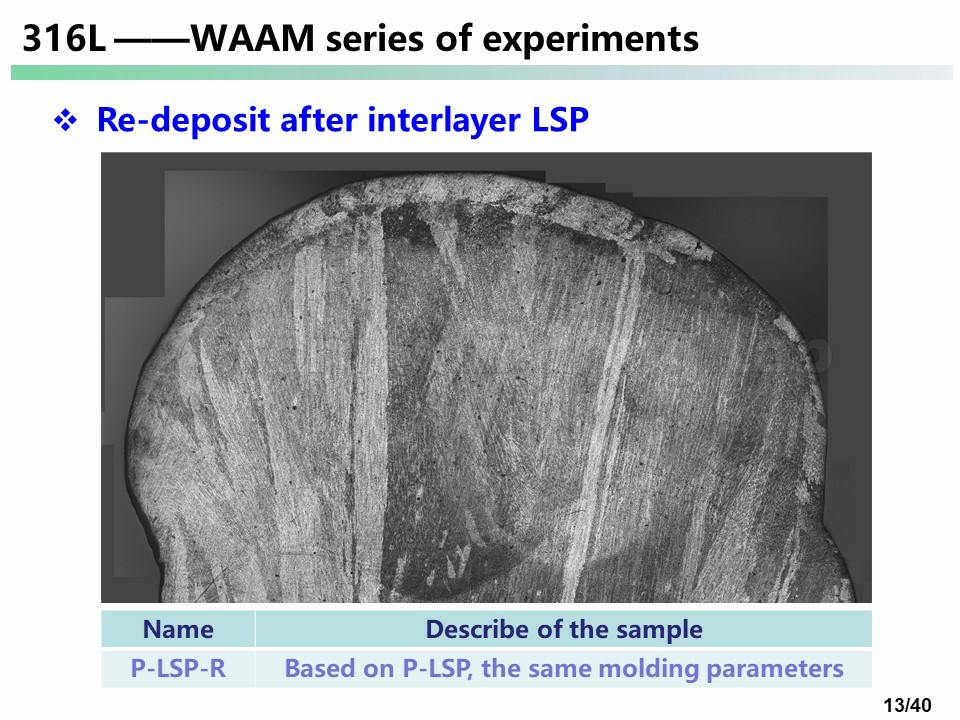 316L ——WAAM series of experiments
❖ Re-deposit after interlayer LSP
Name Describe of the sample
P-LSP-R Based on P-LSP, the same molding parameters
13/40